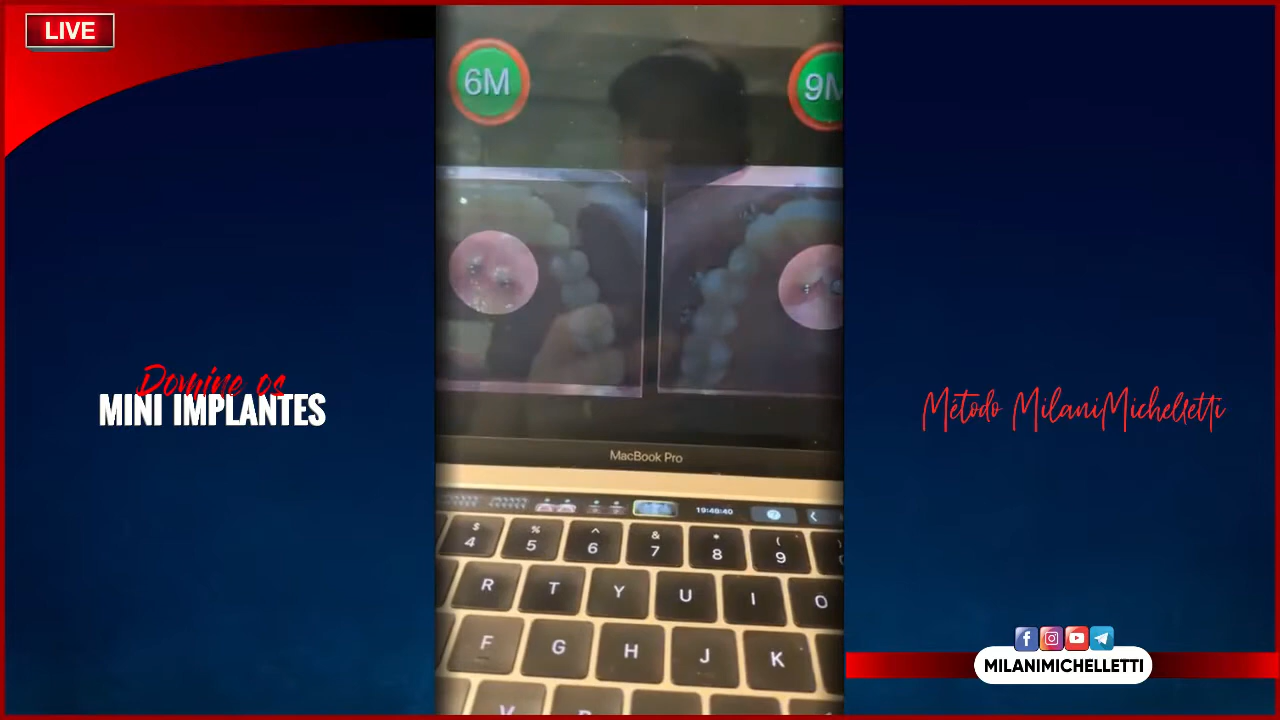 LIVE
6M
9M
Domine os
MINI IMPLANTES
Método MilaniMichelletti
MacBook Pro
19:48:40
$ % ^ & * (
4 5 6 7 8 9
R T Y U I O
F G H J K
V
MILANIMICHELLETTI